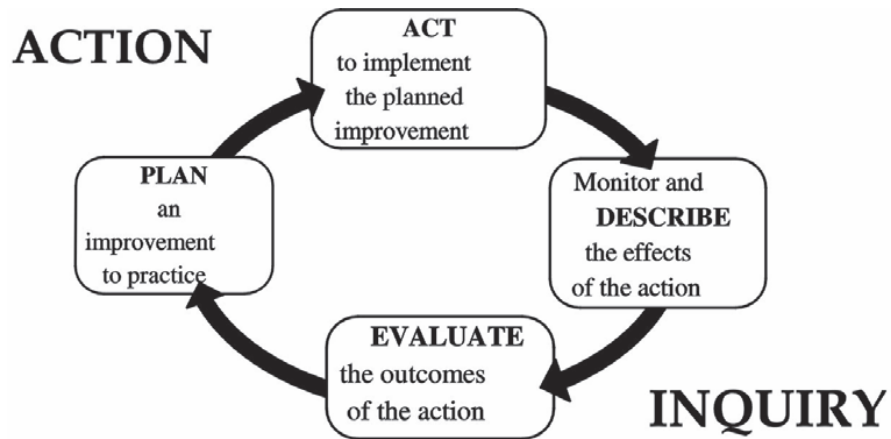 ACTION
ACT
to implement
the planned
improvement
PLAN
an
improvement
to practice
Monitor and
DESCRIBE
the effects
of the action
EVALUATE
the outcomes
of the action
INQUIRY